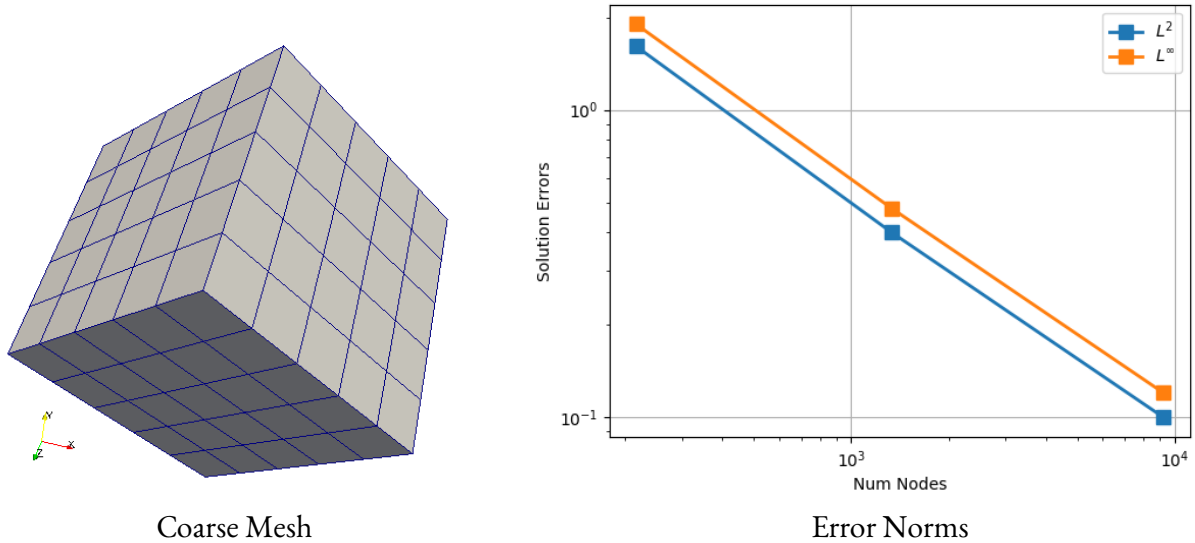 Y
X
Z
Coarse Mesh
Solution Errors
10⁰
10⁻¹
L²
L∞
10³
10⁴
Num Nodes
Error Norms